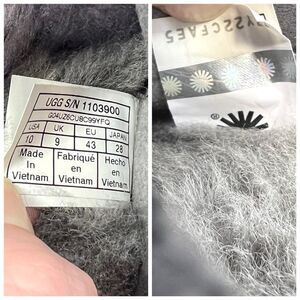 UGG S/N 1103900
G04UZ6CU8C99YFQ
USA UK EU JAPAN
10 9 43 28
Made Fabriqué Hecho
In en en
Vietnam Vietnam Vietnam
YZZCFAE5
®